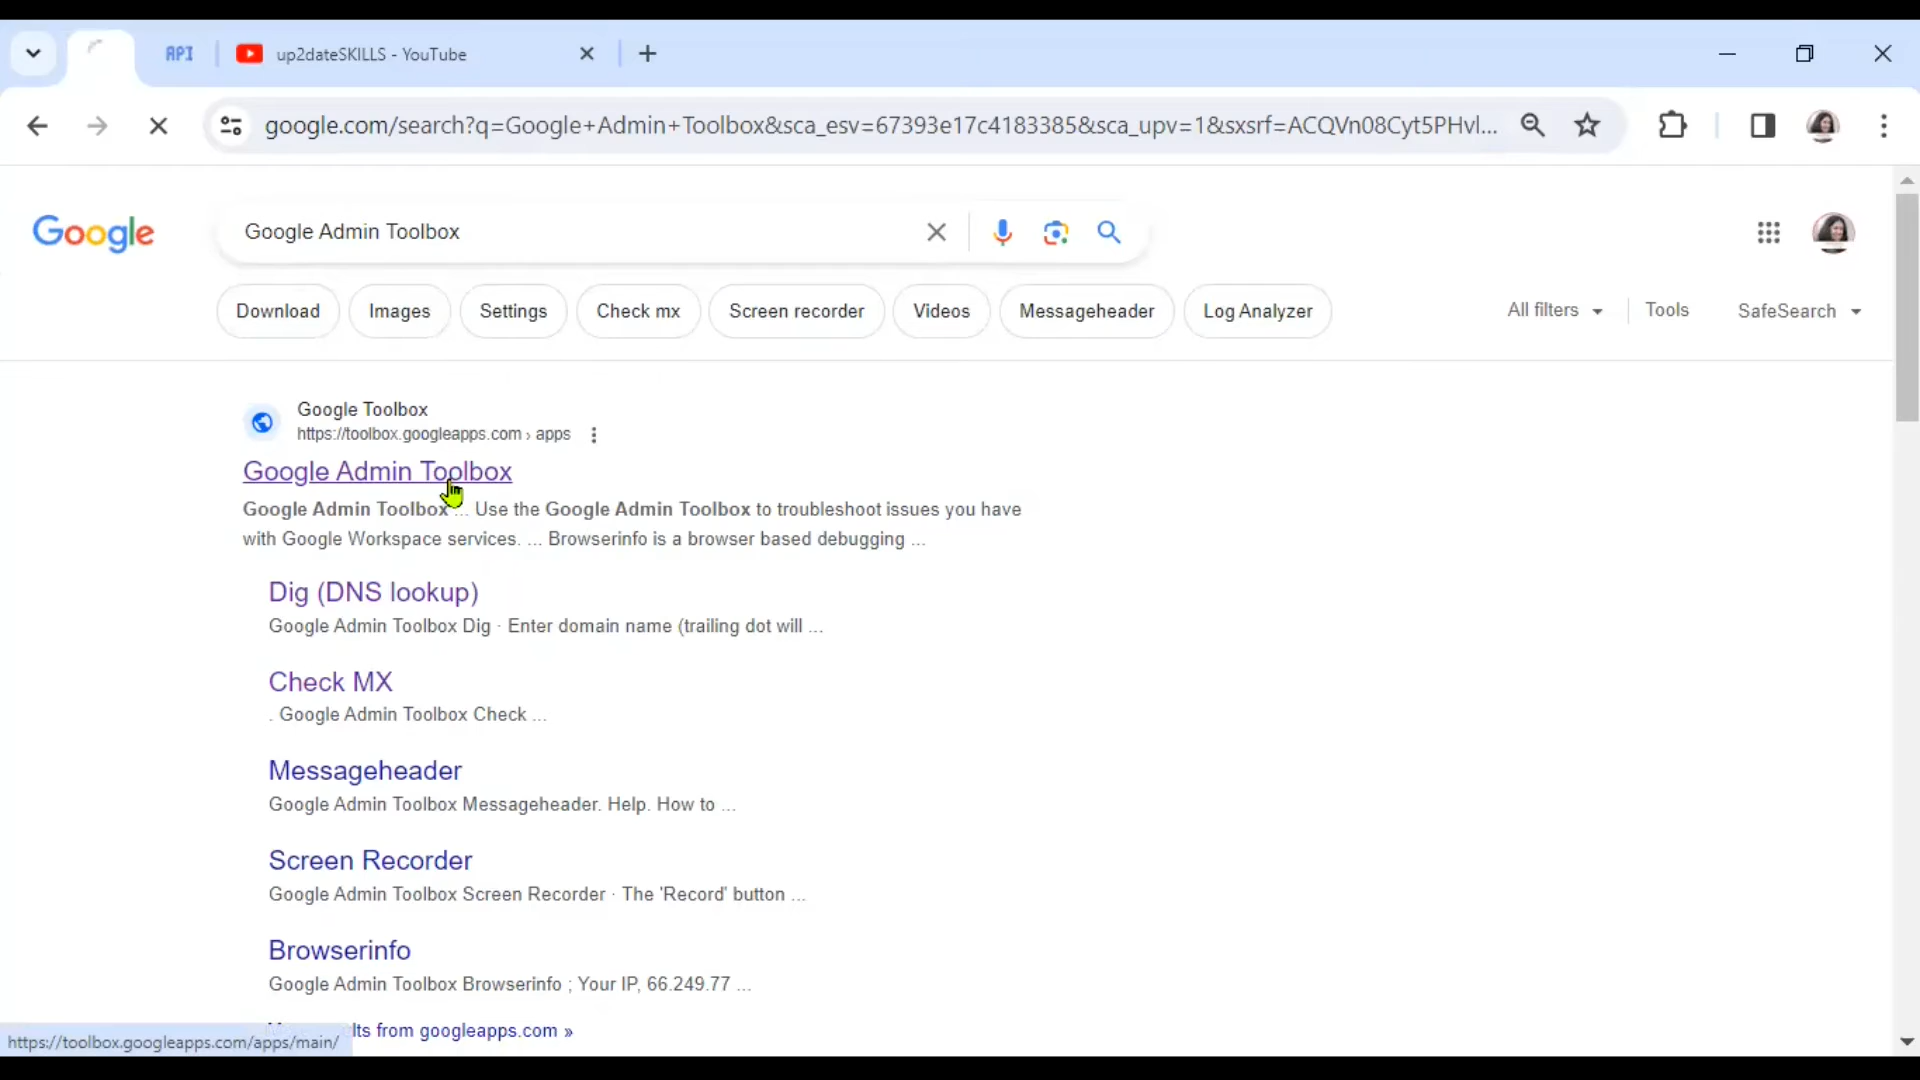 API
up2dateSKILLS - YouTube
google.com/search?q=Google+Admin+Toolbox&sca_esv=67393e17c4183385&sca_upv=1&sxsrf=ACQVn08Cyt5PHvl...
Google
Google Admin Toolbox
Download
Images
Settings
Check mx
Screen recorder
Videos
Messageheader
Log Analyzer
All filters
Tools
SafeSearch
Google Toolbox
https://toolbox.googleapps.com › apps
Google Admin Toolbox
Google Admin Toolbox ... Use the Google Admin Toolbox to troubleshoot issues you have
with Google Workspace services. ... Browserinfo is a browser based debugging ...
Dig (DNS lookup)
Google Admin Toolbox Dig · Enter domain name (trailing dot will ...
Check MX
. Google Admin Toolbox Check ...
Messageheader
Google Admin Toolbox Messageheader. Help. How to ...
Screen Recorder
Google Admin Toolbox Screen Recorder · The 'Record' button ...
Browserinfo
Google Admin Toolbox Browserinfo ; Your IP, 66.249.77 ...
from googleapps.com »
https://toolbox.googleapps.com/apps/main/